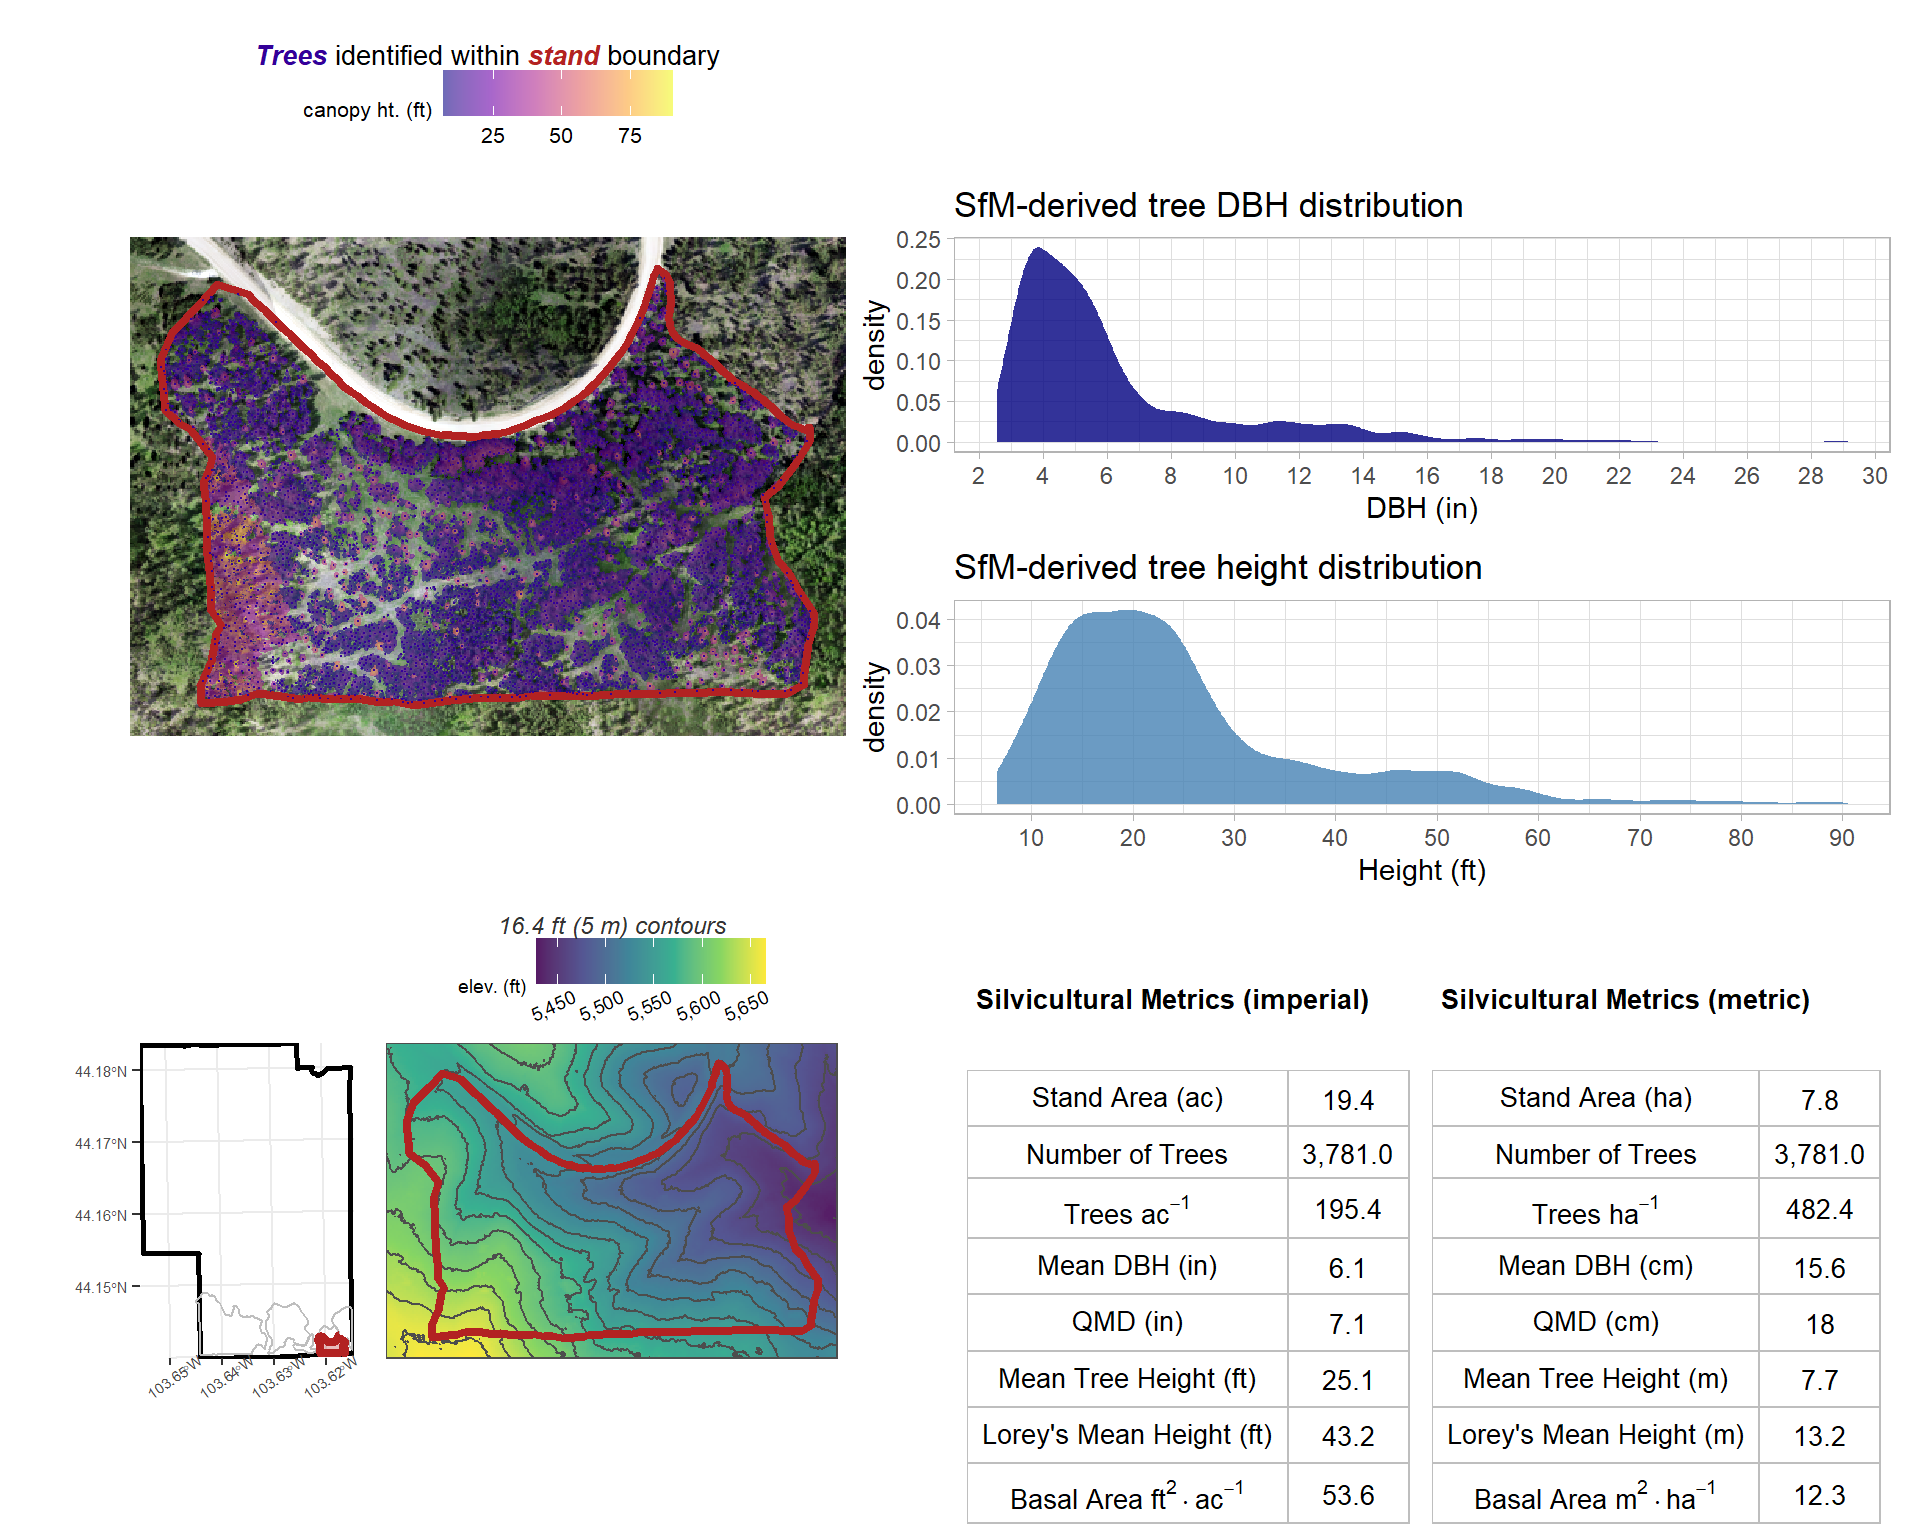 Trees identified within stand boundary
canopy ht. (ft)
25 50 75
SfM-derived tree DBH distribution
density
0.25
0.20
0.15
0.10
0.05
0.00
2 4 6 8 10 12 14 16 18 20 22 24 26 28 30
DBH (in)
SfM-derived tree height distribution
density
0.04
0.03
0.02
0.01
0.00
10 20 30 40 50 60 70 80 90
Height (ft)
16.4 ft (5 m) contours
elev. (ft)
5,450 5,500 5,550 5,600 5,650
44.18°N
44.17°N
44.16°N
44.15°N
103.65°W 103.64°W 103.63°W 103.62°W
Silvicultural Metrics (imperial)
Stand Area (ac) 19.4
Number of Trees 3,781.0
Trees ac⁻¹ 195.4
Mean DBH (in) 6.1
QMD (in) 7.1
Mean Tree Height (ft) 25.1
Lorey's Mean Height (ft) 43.2
Basal Area ft² · ac⁻¹ 53.6
Silvicultural Metrics (metric)
Stand Area (ha) 7.8
Number of Trees 3,781.0
Trees ha⁻¹ 482.4
Mean DBH (cm) 15.6
QMD (cm) 18
Mean Tree Height (m) 7.7
Lorey's Mean Height (m) 13.2
Basal Area m² · ha⁻¹ 12.3